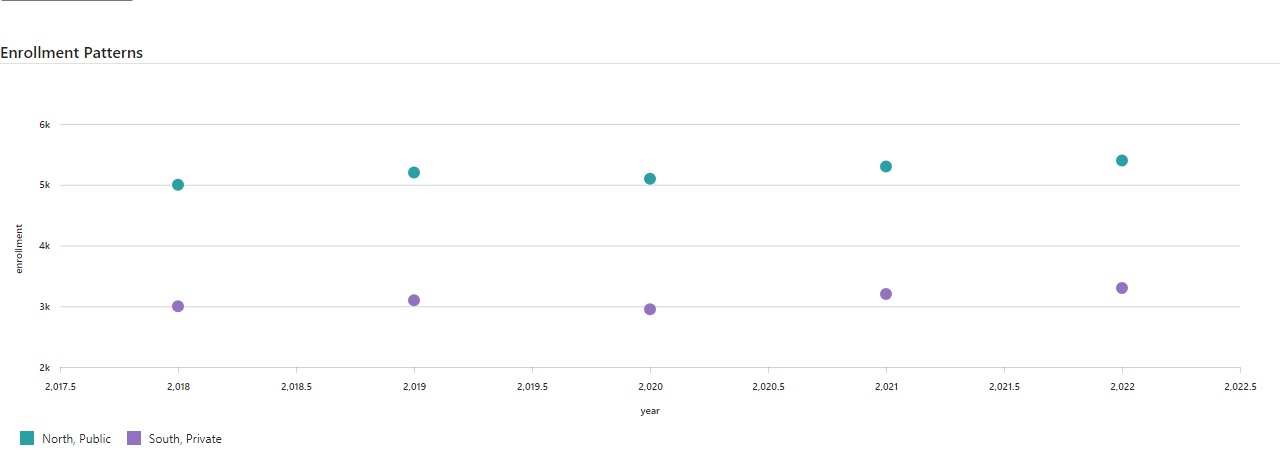 Enrollment Patterns
6k
5k
4k
3k
2k
enrollment
2,017.5 2,018 2,018.5 2,019 2,019.5 2,020 2,020.5 2,021 2,021.5 2,022 2,022.5
year
North, Public South, Private